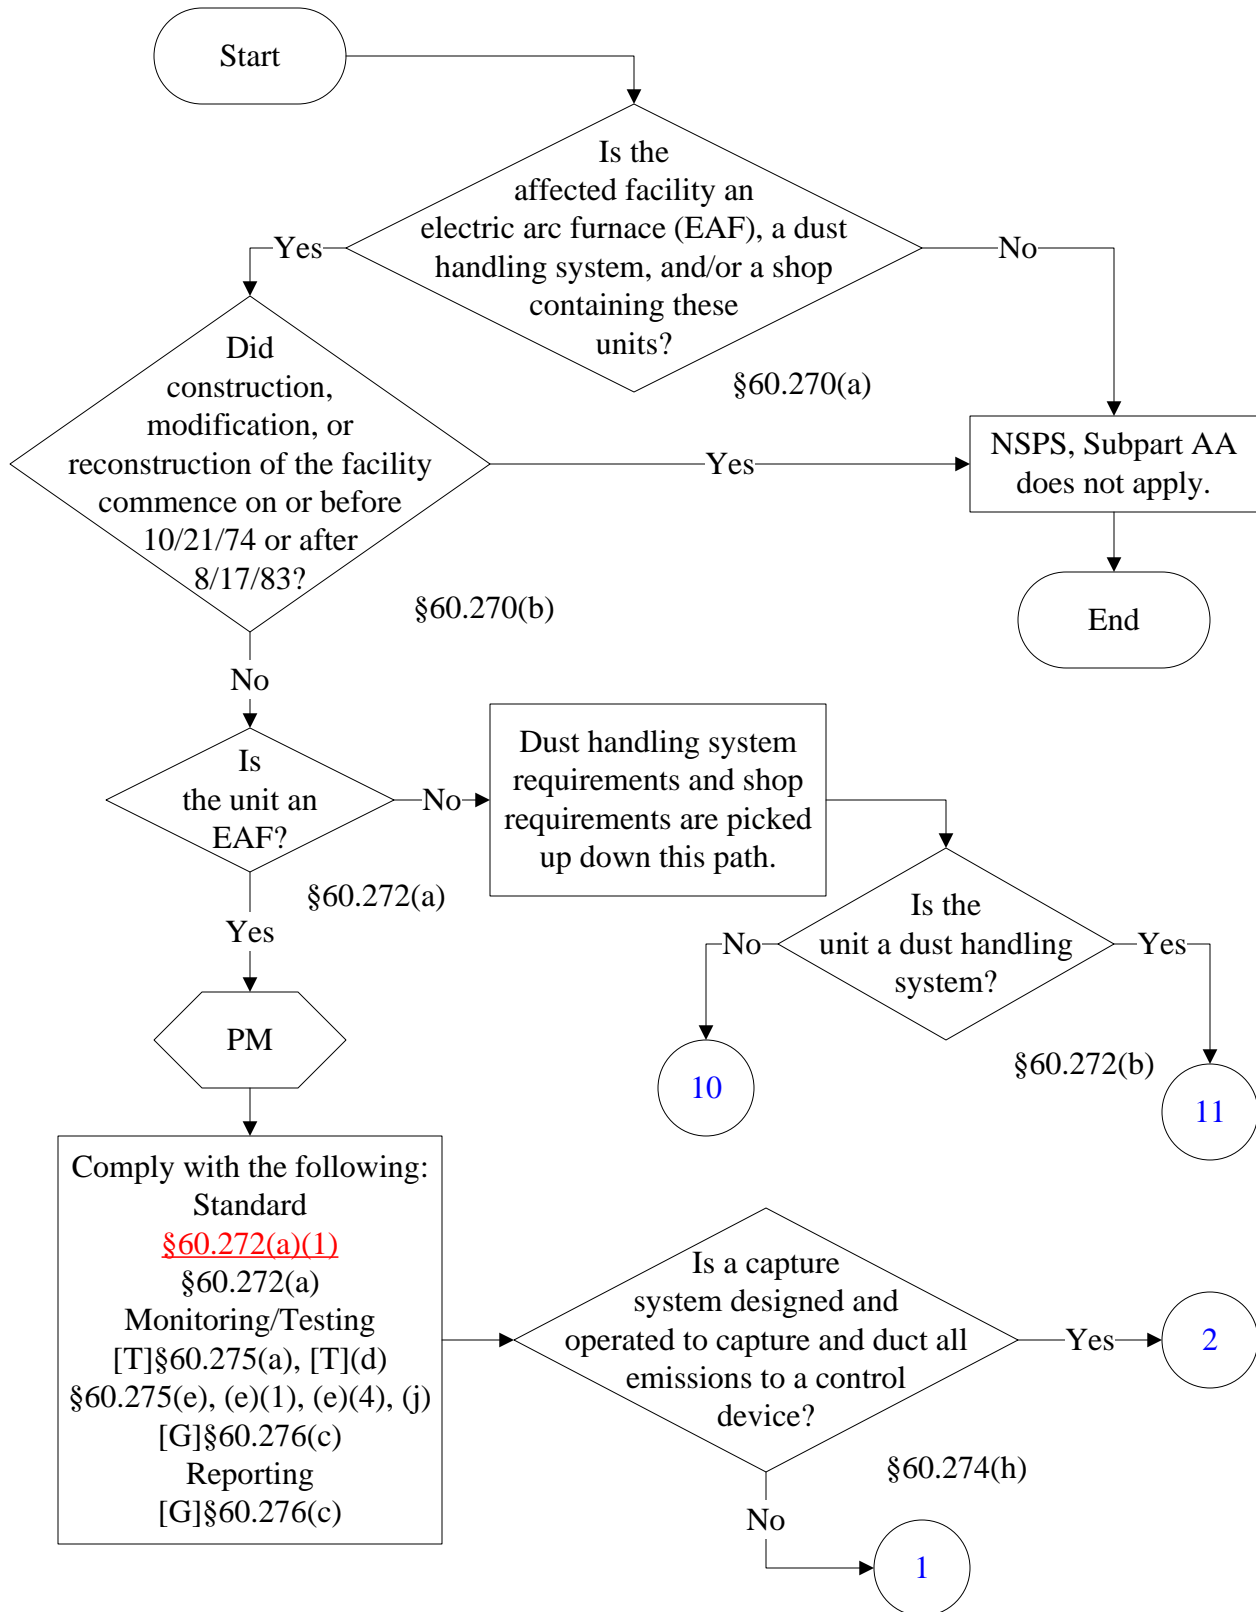 Start
Is the
affected facility an
electric arc furnace (EAF), a dust
handling system, and/or a shop
containing these
units?
Yes
No
§60.270(a)
Did
construction,
modification, or
reconstruction of the facility
commence on or before
10/21/74 or after
8/17/83?
Yes
NSPS, Subpart AA
does not apply.
§60.270(b)
End
No
Is
the unit an
EAF?
No
Dust handling system
requirements and shop
requirements are picked
up down this path.
§60.272(a)
Yes
Is the
unit a dust handling
system?
No
Yes
§60.272(b)
10
11
PM
Comply with the following:
Standard
§60.272(a)(1)
§60.272(a)
Monitoring/Testing
[T]§60.275(a), [T](d)
§60.275(e), (e)(1), (e)(4), (j)
[G]§60.276(c)
Reporting
[G]§60.276(c)
Is a capture
system designed and
operated to capture and duct all
emissions to a control
device?
Yes
2
§60.274(h)
No
1